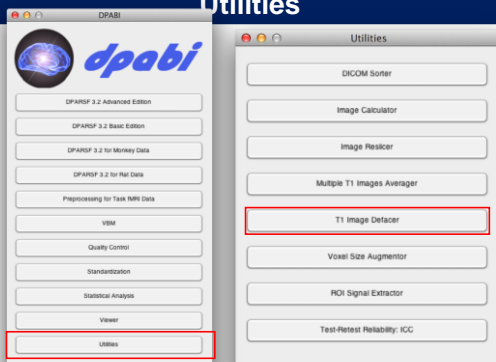 Utilities
DPABI
dpabi
DPARSF 3.2 Advanced Edition
DPARSF 3.2 Basic Edition
DPARSF 3.2 for Monkey Data
DPARSF 3.2 for Rat Data
Preprocessing for Task fMRI Data
VBM
Quality Control
Standardization
Statistical Analysis
Viewer
Utilities
Utilities
DICOM Sorter
Image Calculator
Image Reslicer
Multiple T1 Images Averager
T1 Image Defacer
Voxel Size Augmentor
ROI Signal Extractor
Test-Retest Reliability: ICC